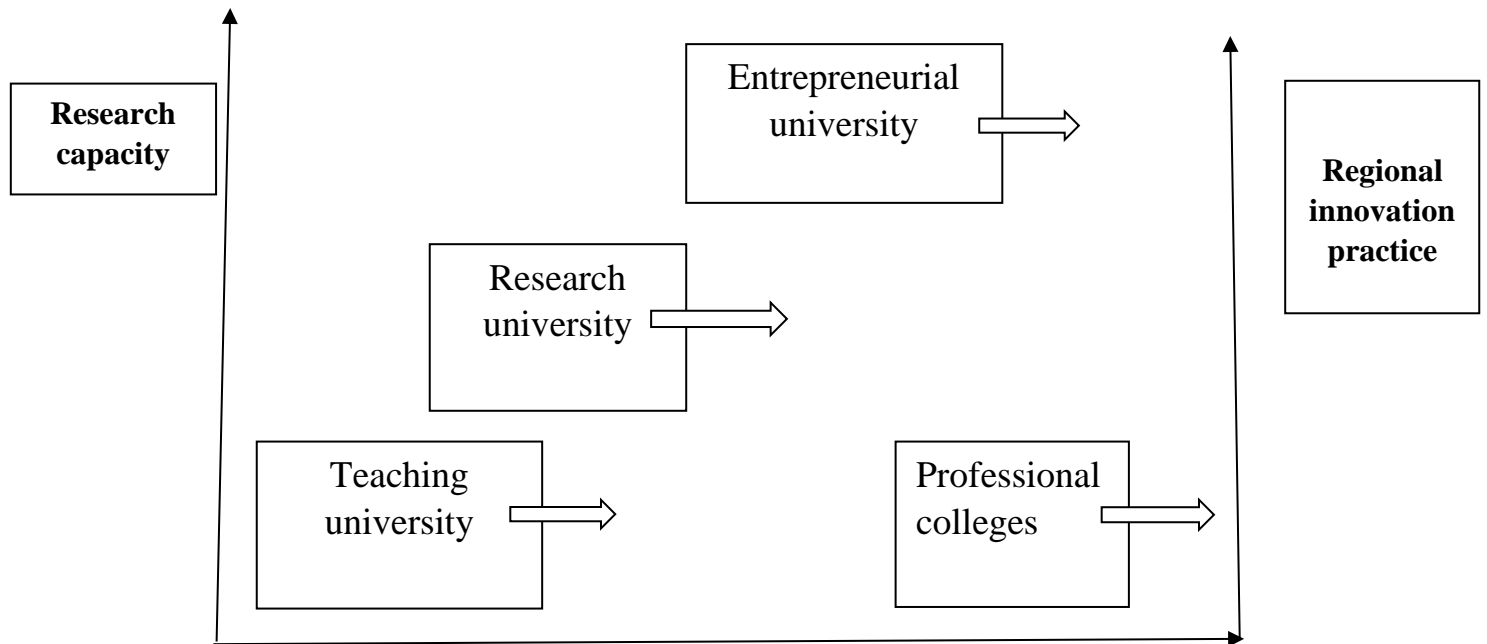 Entrepreneurial
university
Research
capacity
Regional
innovation
practice
Research
university
Teaching
university
Professional
colleges